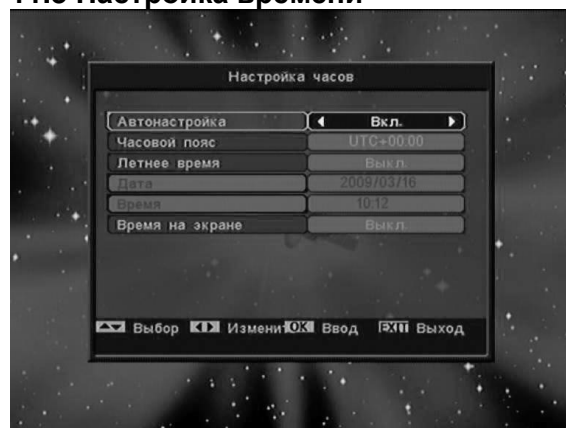 Настройка времени
Настройка часов
Автонастройка Вкл.
Часовой пояс UTC+00.00
Летнее время Выкл.
Дата 2009/03/16
Время 10:12
Время на экране Выкл.
Выбор Изменит OK Ввод EXIT Выход